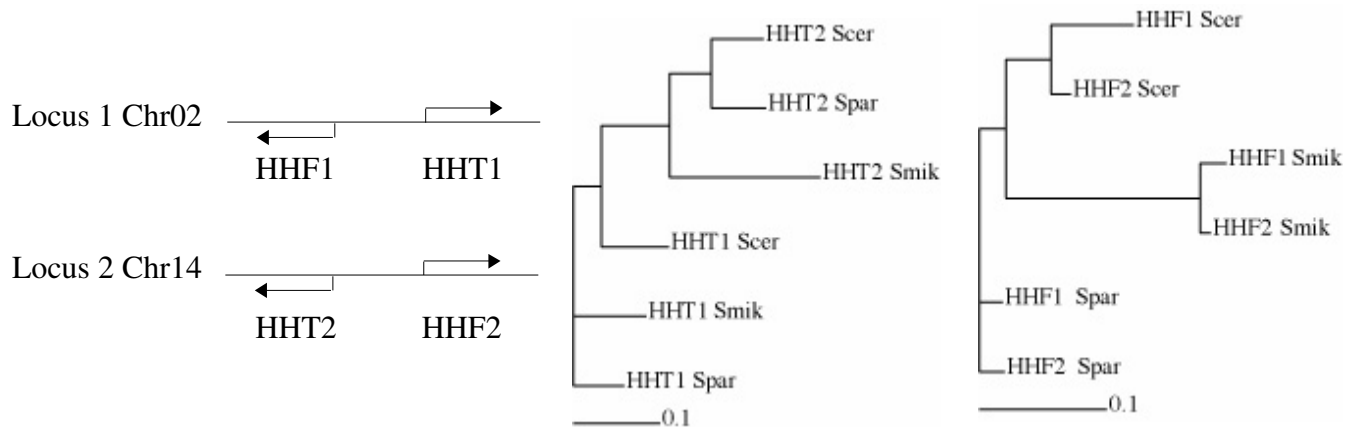 Locus 1 Chr02
HHF1
HHT1
Locus 2 Chr14
HHT2
HHF2
HHT2 Scer
HHT2 Spar
HHT2 Smik
HHT1 Scer
HHT1 Smik
HHT1 Spar
0.1
HHF1 Scer
HHF2 Scer
HHF1 Smik
HHF2 Smik
HHF1 Spar
HHF2 Spar
0.1